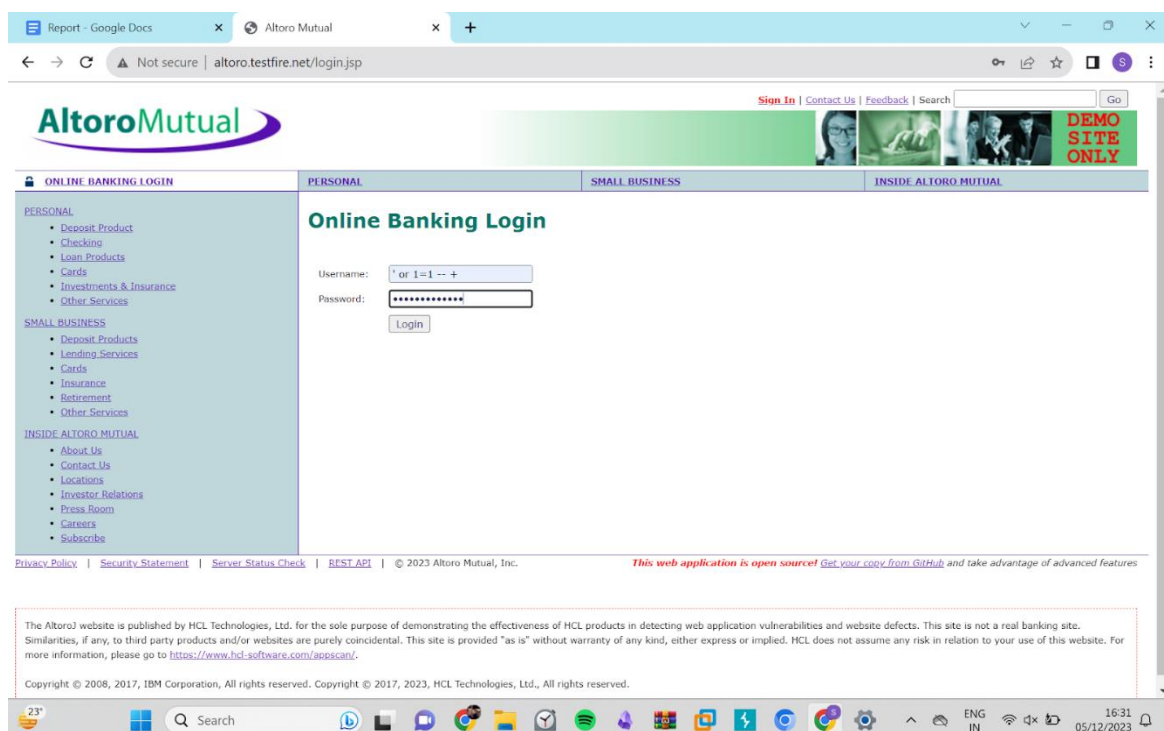 Report - Google Docs
Altoro Mutual
Not secure | altoro.testfire.net/login.jsp
S
Sign In | Contact Us | Feedback | Search
Go
AltoroMutual
DEMO
SITE
ONLY
ONLINE BANKING LOGIN
PERSONAL
SMALL BUSINESS
INSIDE ALTORO MUTUAL
PERSONAL
Deposit Product
Checking
Loan Products
Cards
Investments & Insurance
Other Services
SMALL BUSINESS
Deposit Products
Lending Services
Cards
Insurance
Retirement
Other Services
INSIDE ALTORO MUTUAL
About Us
Contact Us
Locations
Investor Relations
Press Room
Careers
Subscribe
Online Banking Login
Username: ' or 1=1 -- +
Password: •••••••••••••
Login
Privacy Policy | Security Statement | Server Status Check | REST API | © 2023 Altoro Mutual, Inc.
This web application is open source! Get your copy from GitHub and take advantage of advanced features
The AltoroJ website is published by HCL Technologies, Ltd. for the sole purpose of demonstrating the effectiveness of HCL products in detecting web application vulnerabilities and website defects. This site is not a real banking site.
Similarities, if any, to third party products and/or websites are purely coincidental. This site is provided "as is" without warranty of any kind, either express or implied. HCL does not assume any risk in relation to your use of this website. For
more information, please go to https://www.hcl-software.com/appscan/.
Copyright © 2008, 2017, IBM Corporation, All rights reserved. Copyright © 2017, 2023, HCL Technologies, Ltd., All rights reserved.
23°
Search
ENG
IN
16:31
05/12/2023